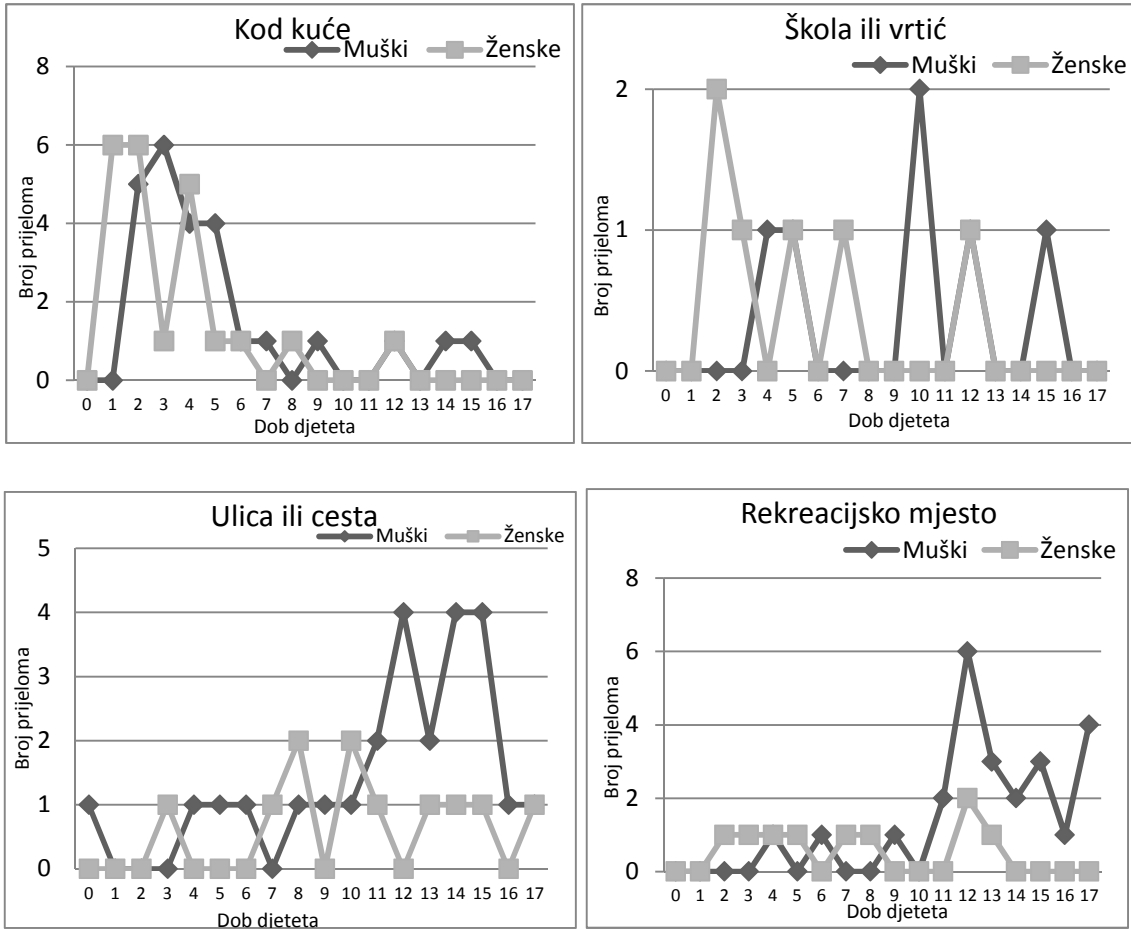 Kod kuće
Muški Ženske
8
6
4
2
0
Broj prijeloma
0 1 2 3 4 5 6 7 8 9 10 11 12 13 14 15 16 17
Dob djeteta
Škola ili vrtić
Muški Ženske
2
1
0
Broj prijeloma
0 1 2 3 4 5 6 7 8 9 10 11 12 13 14 15 16 17
Dob djeteta
Ulica ili cesta
Muški Ženske
5
4
3
2
1
0
Broj prijeloma
0 1 2 3 4 5 6 7 8 9 10 11 12 13 14 15 16 17
Dob djeteta
Rekreacijsko mjesto
Muški Ženske
8
6
4
2
0
Broj prijeloma
0 1 2 3 4 5 6 7 8 9 10 11 12 13 14 15 16 17
Dob djeteta